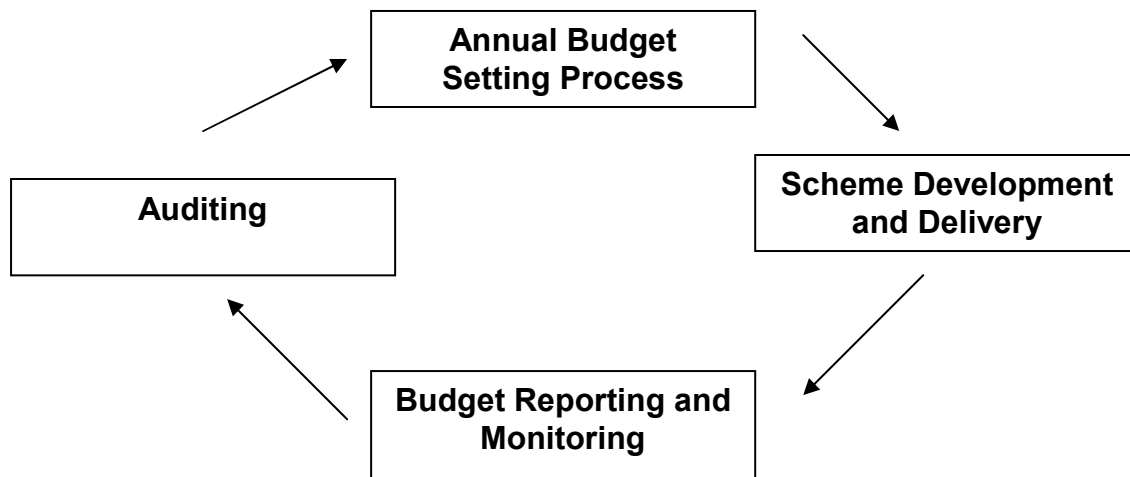 Annual Budget
Setting Process
Scheme Development
and Delivery
Auditing
Budget Reporting and
Monitoring